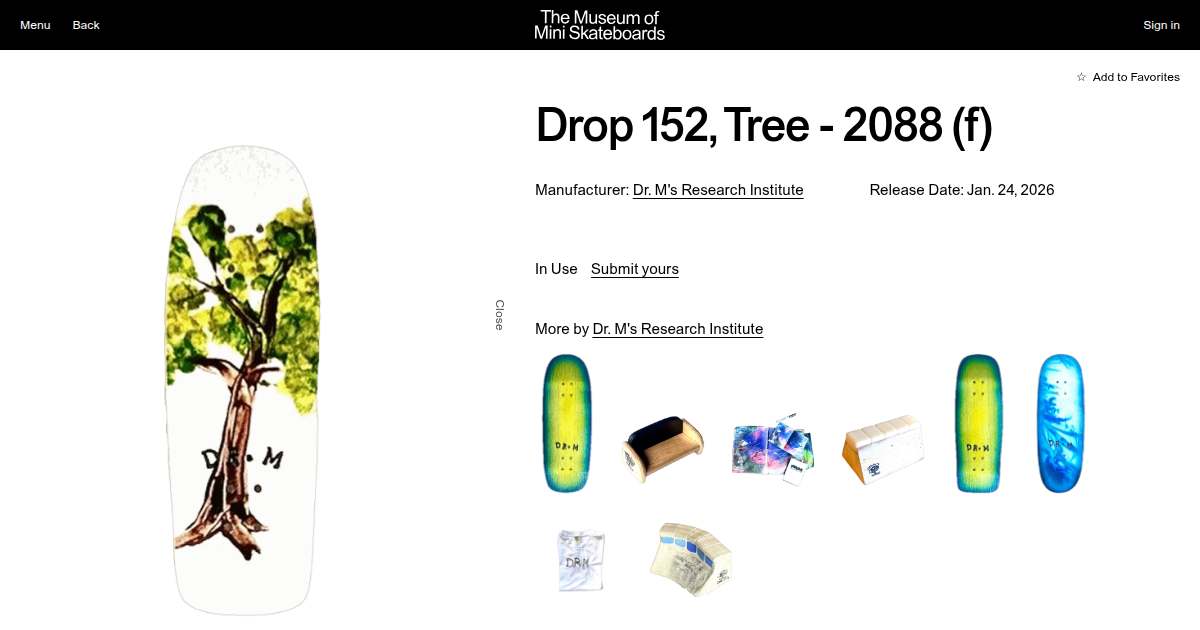 Menu
Back
The Museum of
Mini Skateboards
Sign in
☆ Add to Favorites
Drop 152, Tree - 2088 (f)
Manufacturer: Dr. M's Research Institute
Release Date: Jan. 24, 2026
In Use
Submit yours
Close
More by Dr. M's Research Institute
DR•M
DR•M
DR•M
DR•M
DR•M